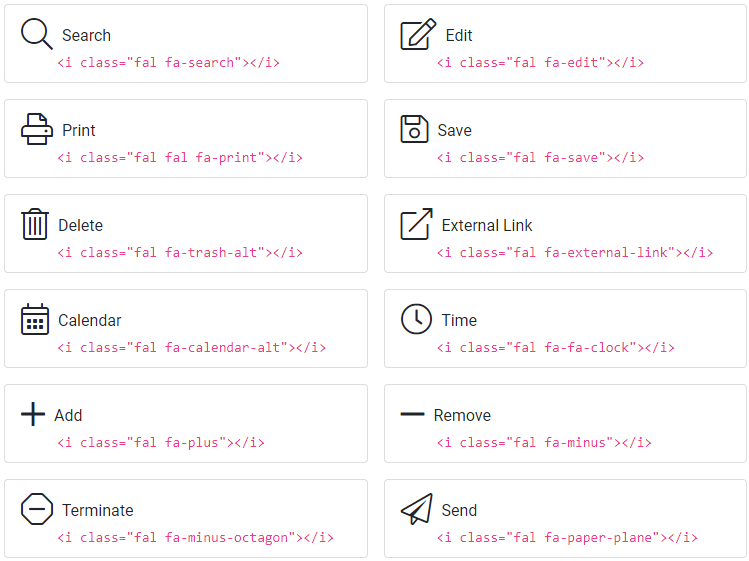 Search
<i class="fal fa-search"></i>
Edit
<i class="fal fa-edit"></i>
Print
<i class="fal fal fa-print"></i>
Save
<i class="fal fa-save"></i>
Delete
<i class="fal fa-trash-alt"></i>
External Link
<i class="fal fa-external-link"></i>
Calendar
<i class="fal fa-calendar-alt"></i>
Time
<i class="fal fa-fa-clock"></i>
Add
<i class="fal fa-plus"></i>
Remove
<i class="fal fa-minus"></i>
Terminate
<i class="fal fa-minus-octagon"></i>
Send
<i class="fal fa-paper-plane"></i>